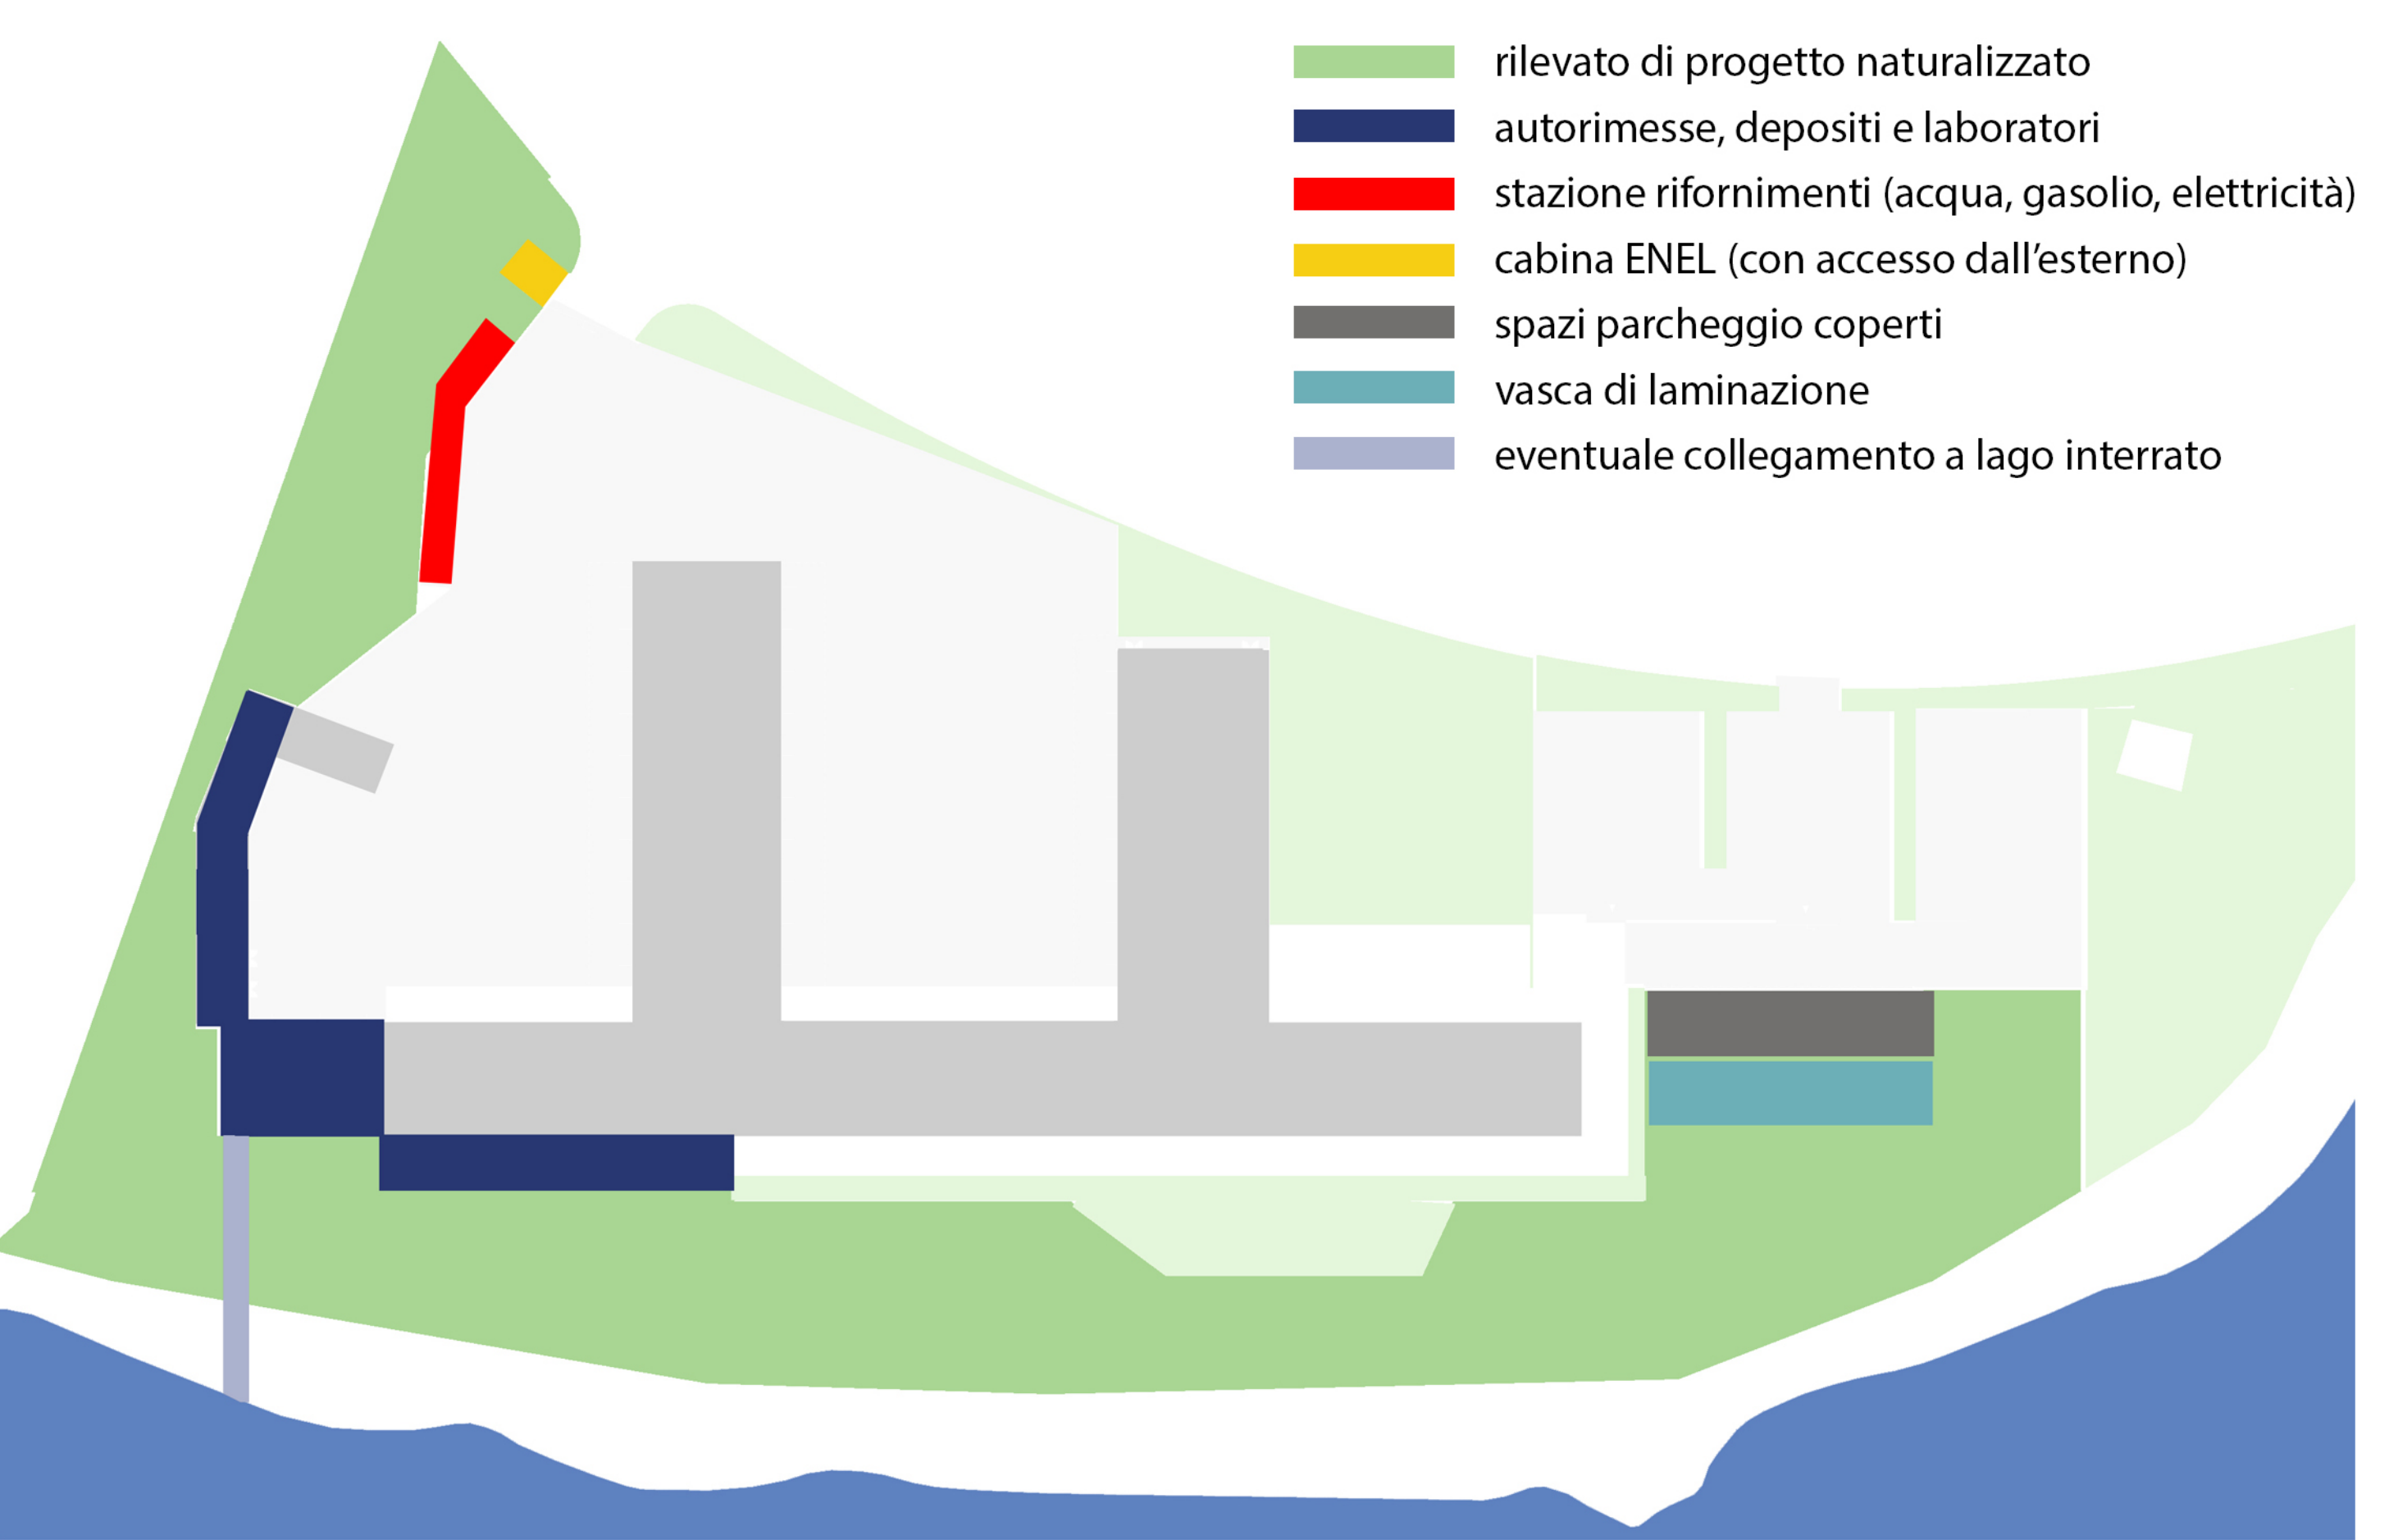 rilevato di progetto naturalizzato
autorimesse, depositi e laboratori
stazione rifornimenti (acqua, gasolio, elettricità)
cabina ENEL (con accesso dall’esterno)
spazi parcheggio coperti
vasca di laminazione
eventuale collegamento a lago interrato